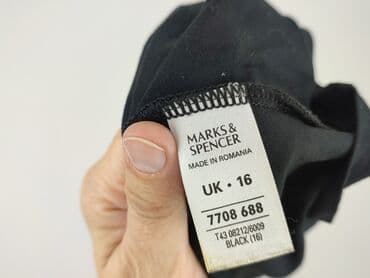 MARKS &
SPENCER
MADE IN ROMANIA
UK • 16
7708 688
T43 08212/6009
BLACK (16)